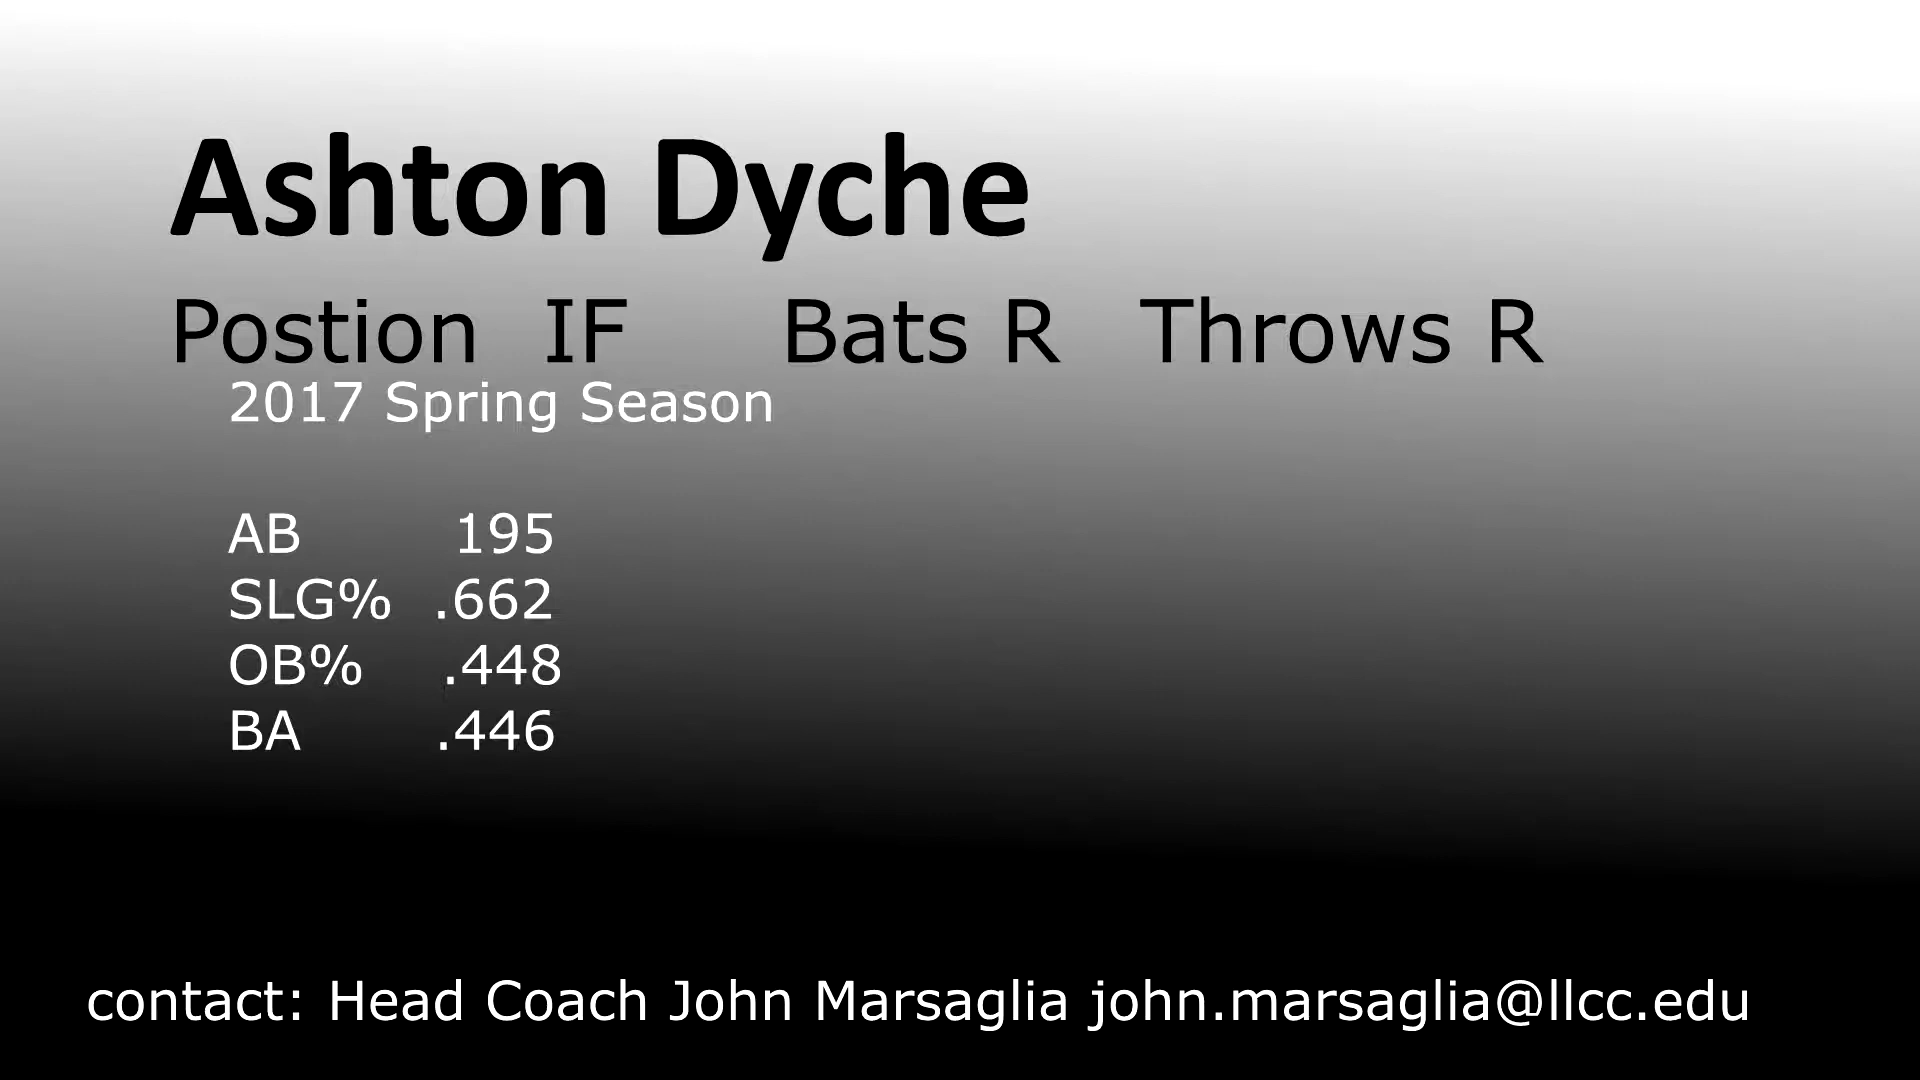 Ashton Dyche
Postion IF Bats R Throws R
2017 Spring Season
AB 195
SLG% .662
OB% .448
BA .446
contact: Head Coach John Marsaglia john.marsaglia@llcc.edu